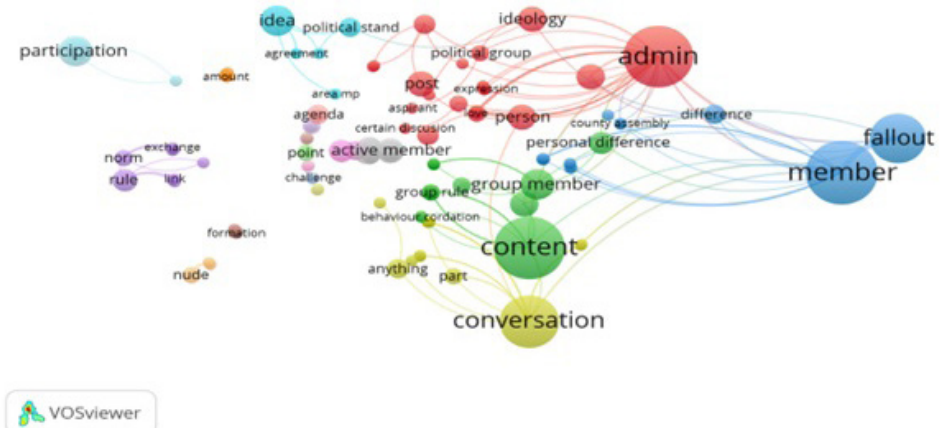 idea
political stand
ideology
participation
agreement
political group
admin
amount
post
expression
area mp
aspirant
love
person
agenda
difference
county assembly
certain discusion
fallout
exchange
point
active member
personal difference
norm
member
rule
link
challenge
group rule
group member
behaviour
cordation
formation
content
nude
anything
part
conversation
VOSviewer